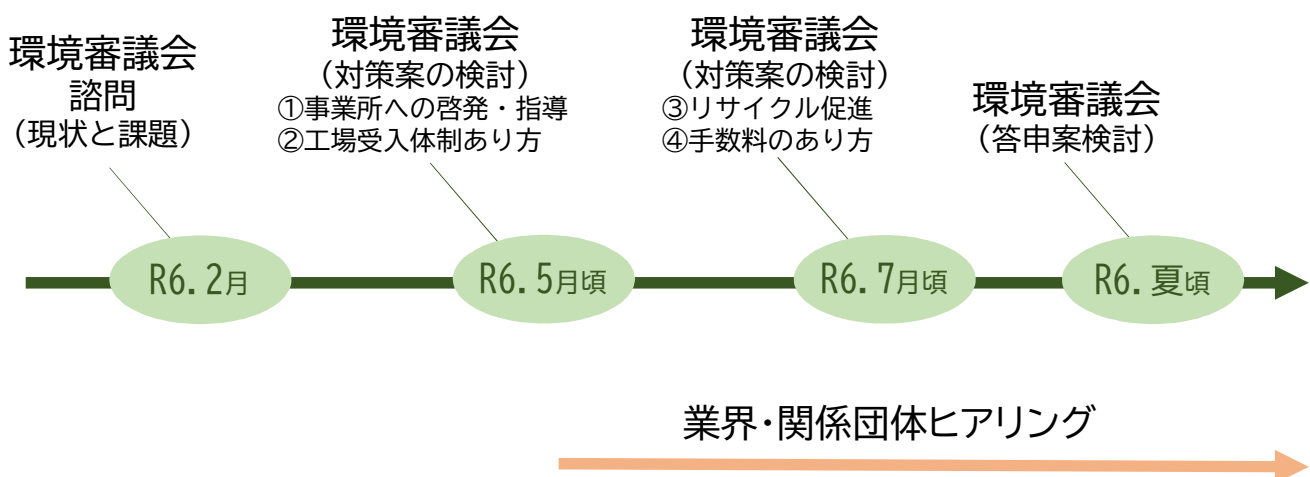 環境審議会
諮問
（現状と課題）
環境審議会
（対策案の検討）
①事業所への啓発・指導
②工場受入体制あり方
環境審議会
（対策案の検討）
③リサイクル促進
④手数料のあり方
環境審議会
（答申案検討）
R6.2月
R6.5月頃
R6.7月頃
R6.夏頃
業界・関係団体ヒアリング